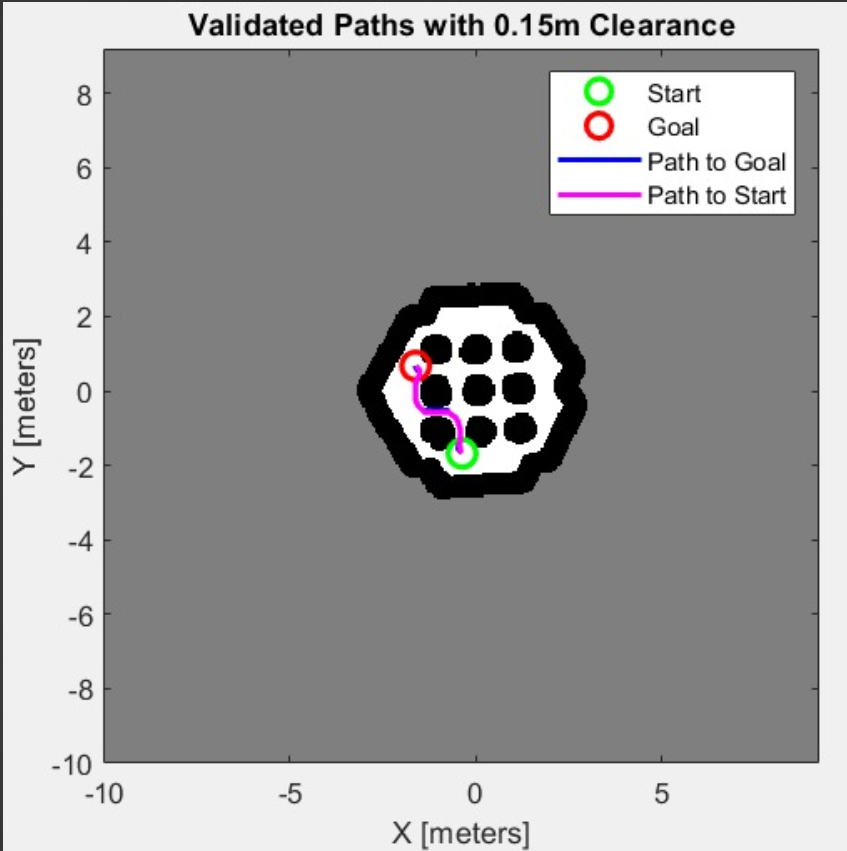 Validated Paths with 0.15m Clearance
Start
Goal
Path to Goal
Path to Start
8
6
4
2
0
-2
-4
-6
-8
-10
Y [meters]
-10
-5
0
5
X [meters]